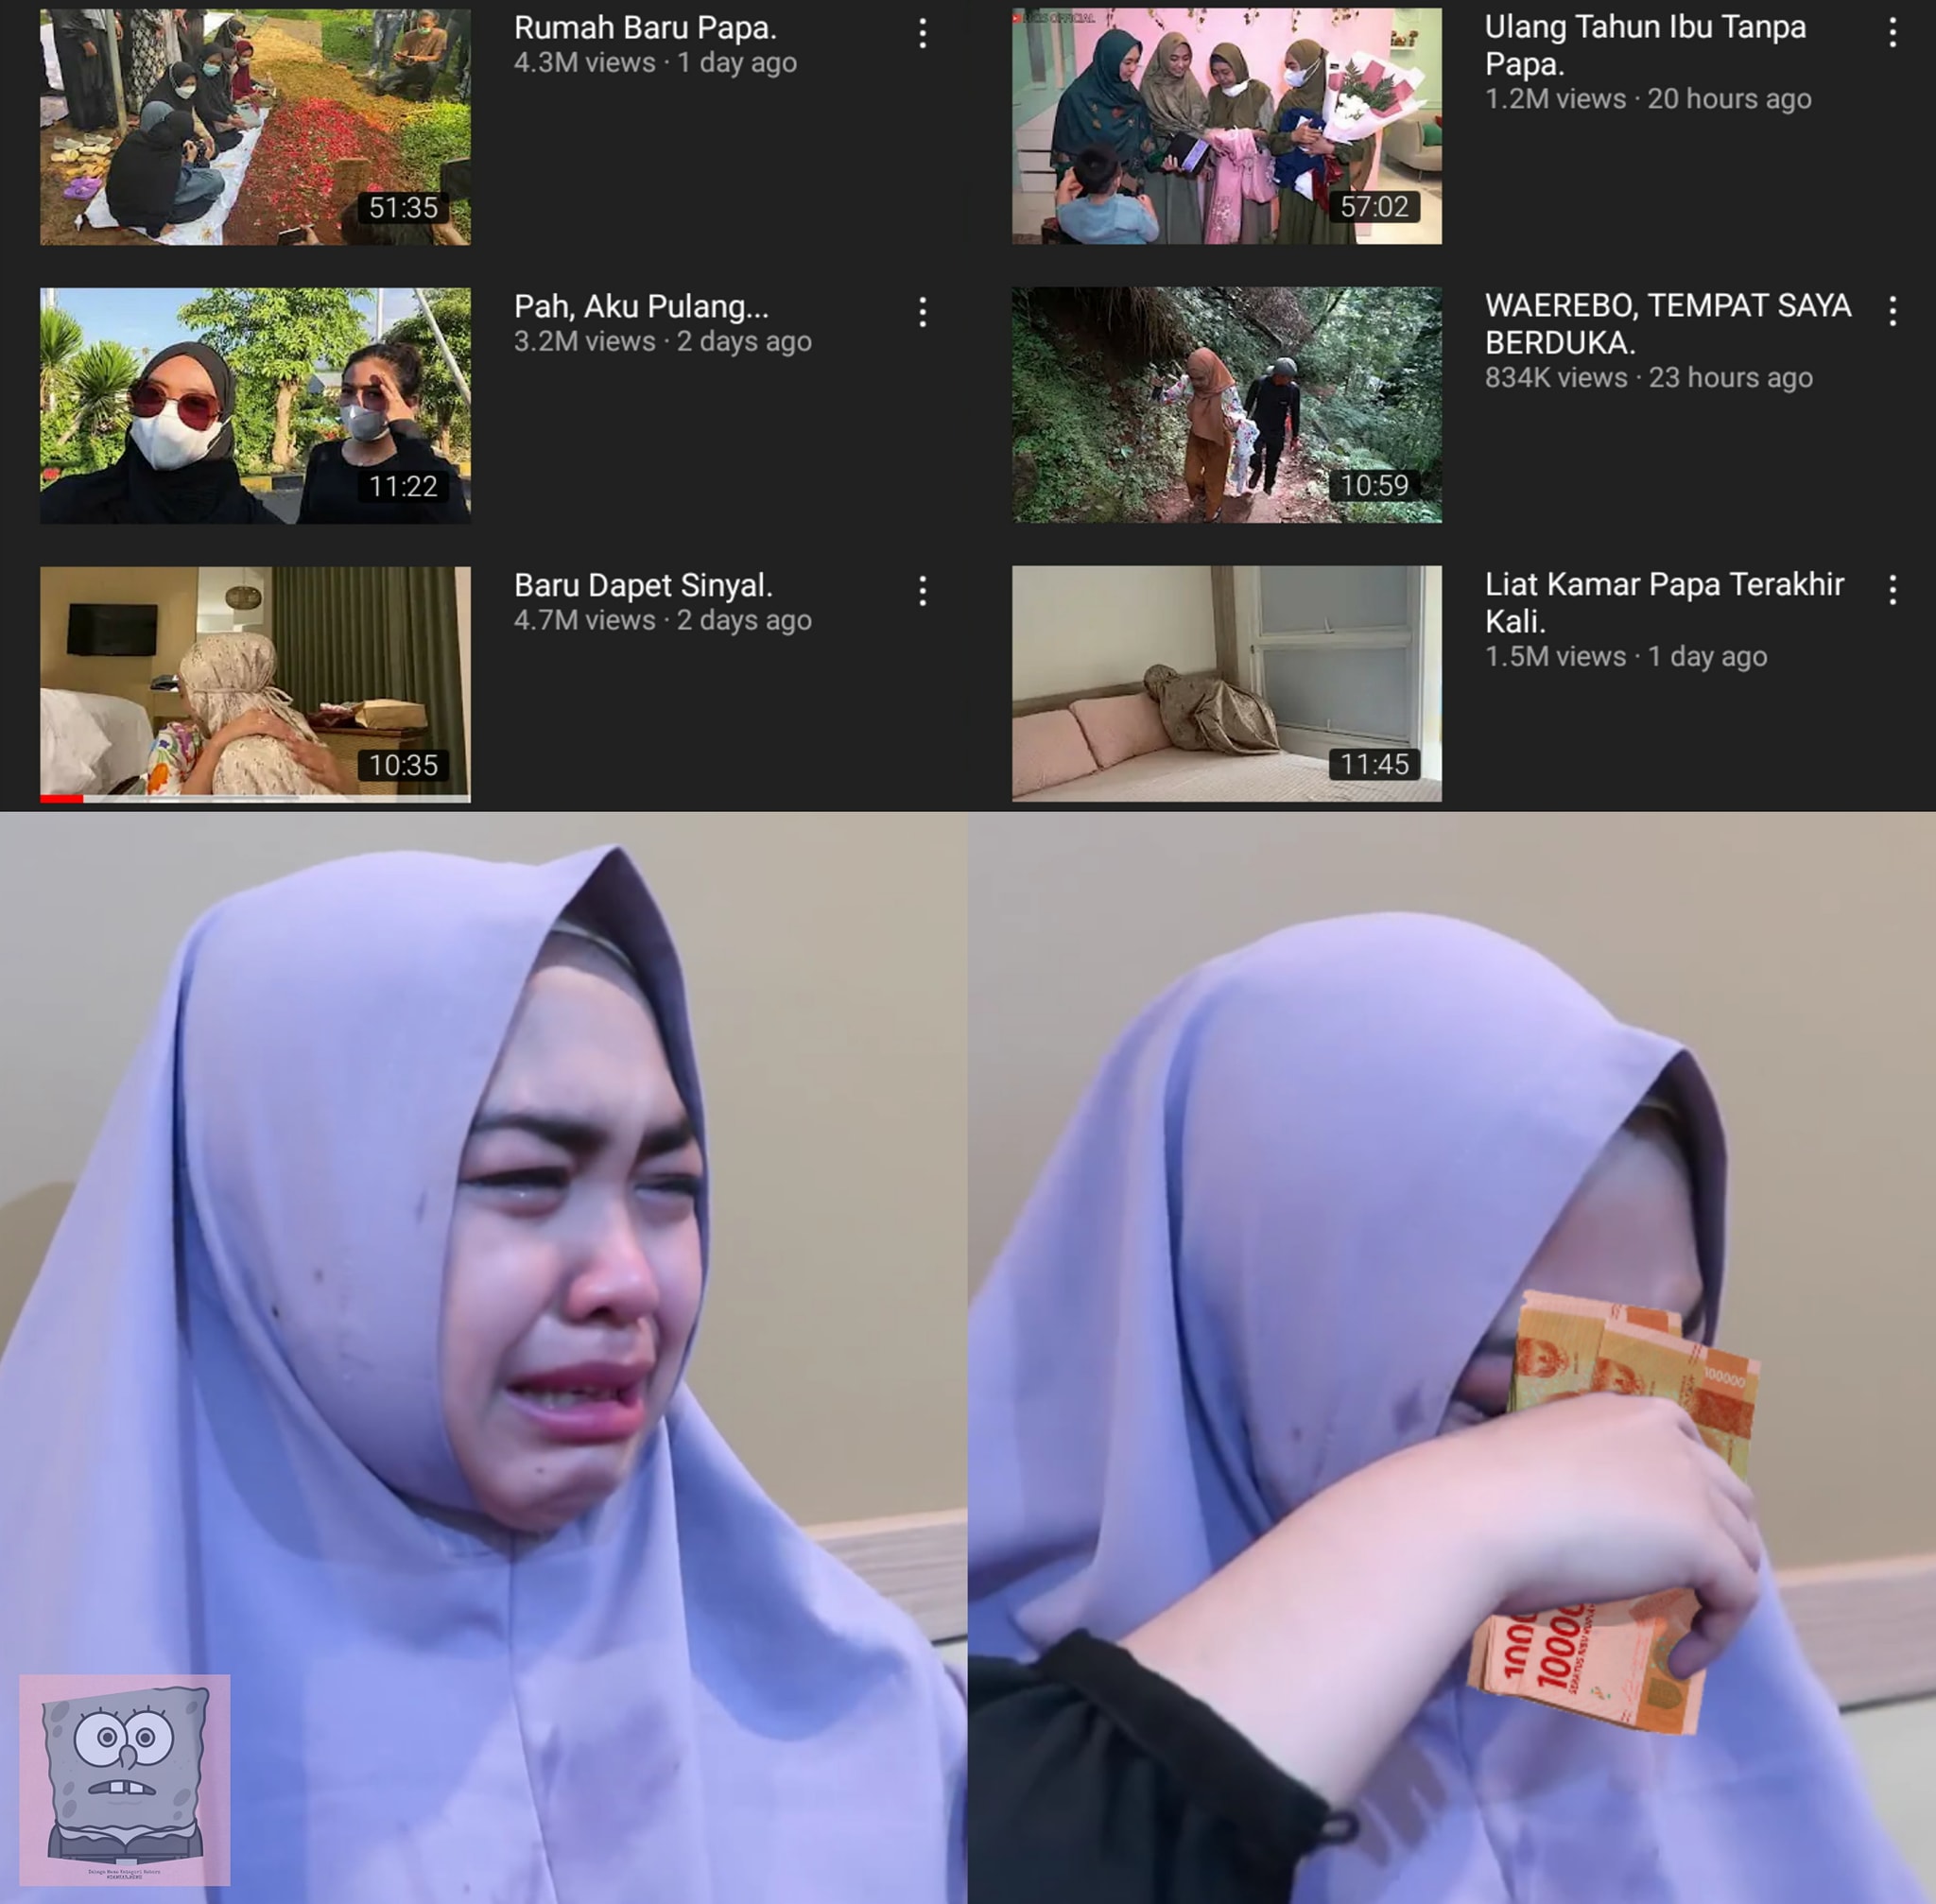 Rumah Baru Papa.
4.3M views · 1 day ago
51:35
Pah, Aku Pulang...
3.2M views · 2 days ago
11:22
Baru Dapet Sinyal.
4.7M views · 2 days ago
10:35
Ulang Tahun Ibu Tanpa
Papa.
1.2M views · 20 hours ago
OFFICIAL
57:02
WAEREBO, TEMPAT SAYA
BERDUKA.
834K views · 23 hours ago
10:59
Liat Kamar Papa Terakhir
Kali.
1.5M views · 1 day ago
11:45
100000